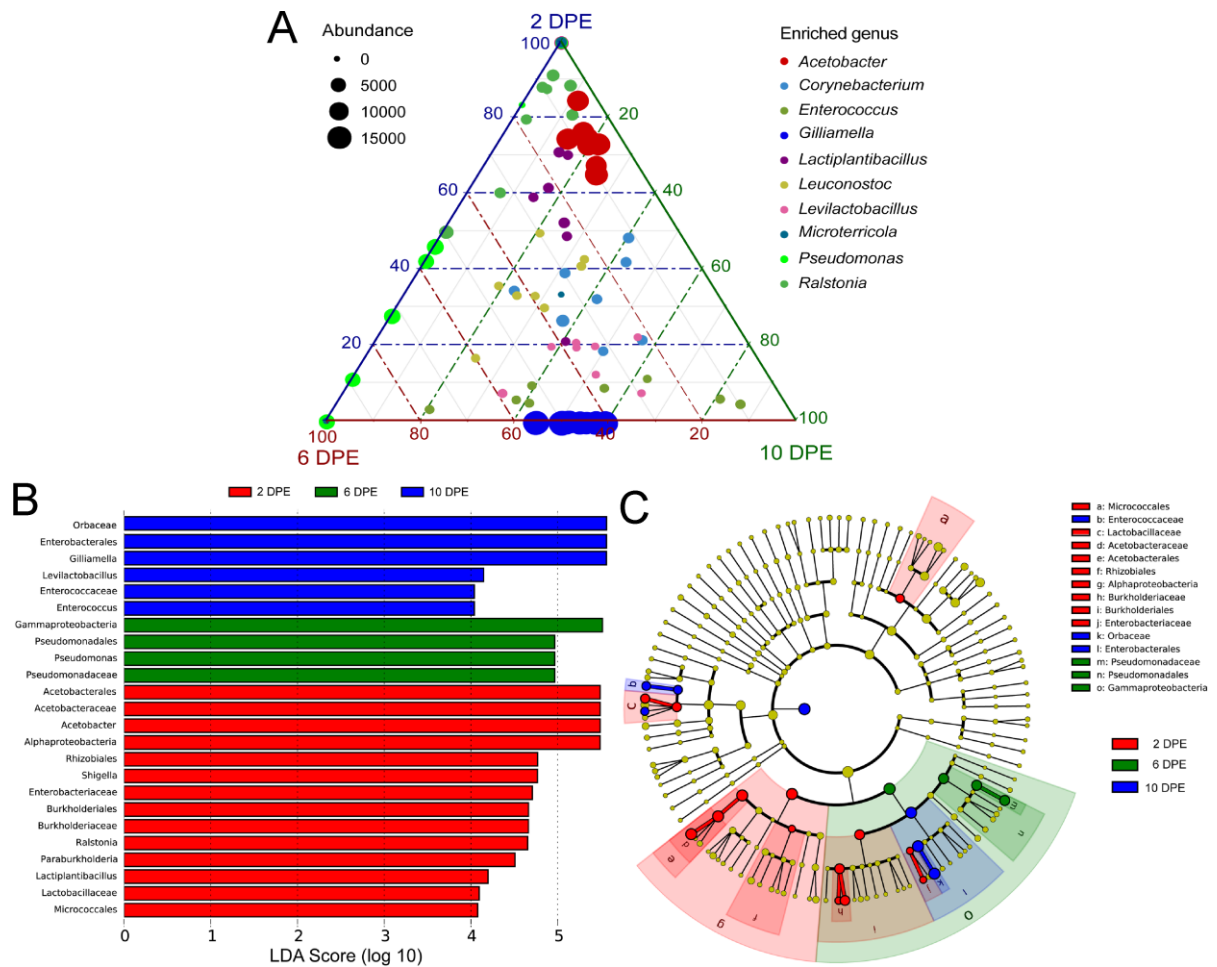 A
Abundance
0
5000
10000
15000
2 DPE
100
80
60
40
20
20
40
60
80
100
100
80
60
40
20
6 DPE
10 DPE
Enriched genus
Acetobacter
Corynebacterium
Enterococcus
Gilliamella
Lactiplantibacillus
Leuconostoc
Levilactobacillus
Microterricola
Pseudomonas
Ralstonia
B
2 DPE
6 DPE
10 DPE
Orbaceae
Enterobacterales
Gilliamella
Levilactobacillus
Enterococcaceae
Enterococcus
Gammaproteobacteria
Pseudomonadales
Pseudomonas
Pseudomonadaceae
Acetobacterales
Acetobacteraceae
Acetobacter
Alphaproteobacteria
Rhizobiales
Shigella
Enterobacteriaceae
Burkholderiales
Burkholderiaceae
Ralstonia
Paraburkholderia
Lactiplantibacillus
Lactobacillaceae
Micrococcales
0 1 2 3 4 5
LDA Score (log 10)
C
a
b
c
d
e
f
g
h
i
k
l
m
n
o
a: Micrococcales
b: Enterococcaceae
c: Lactobacillaceae
d: Acetobacteraceae
e: Acetobacterales
f: Rhizobiales
g: Alphaproteobacteria
h: Burkholderiaceae
i: Burkholderiales
j: Enterobacteriaceae
k: Orbaceae
l: Enterobacterales
m: Pseudomonadaceae
n: Pseudomonadales
o: Gammaproteobacteria
2 DPE
6 DPE
10 DPE